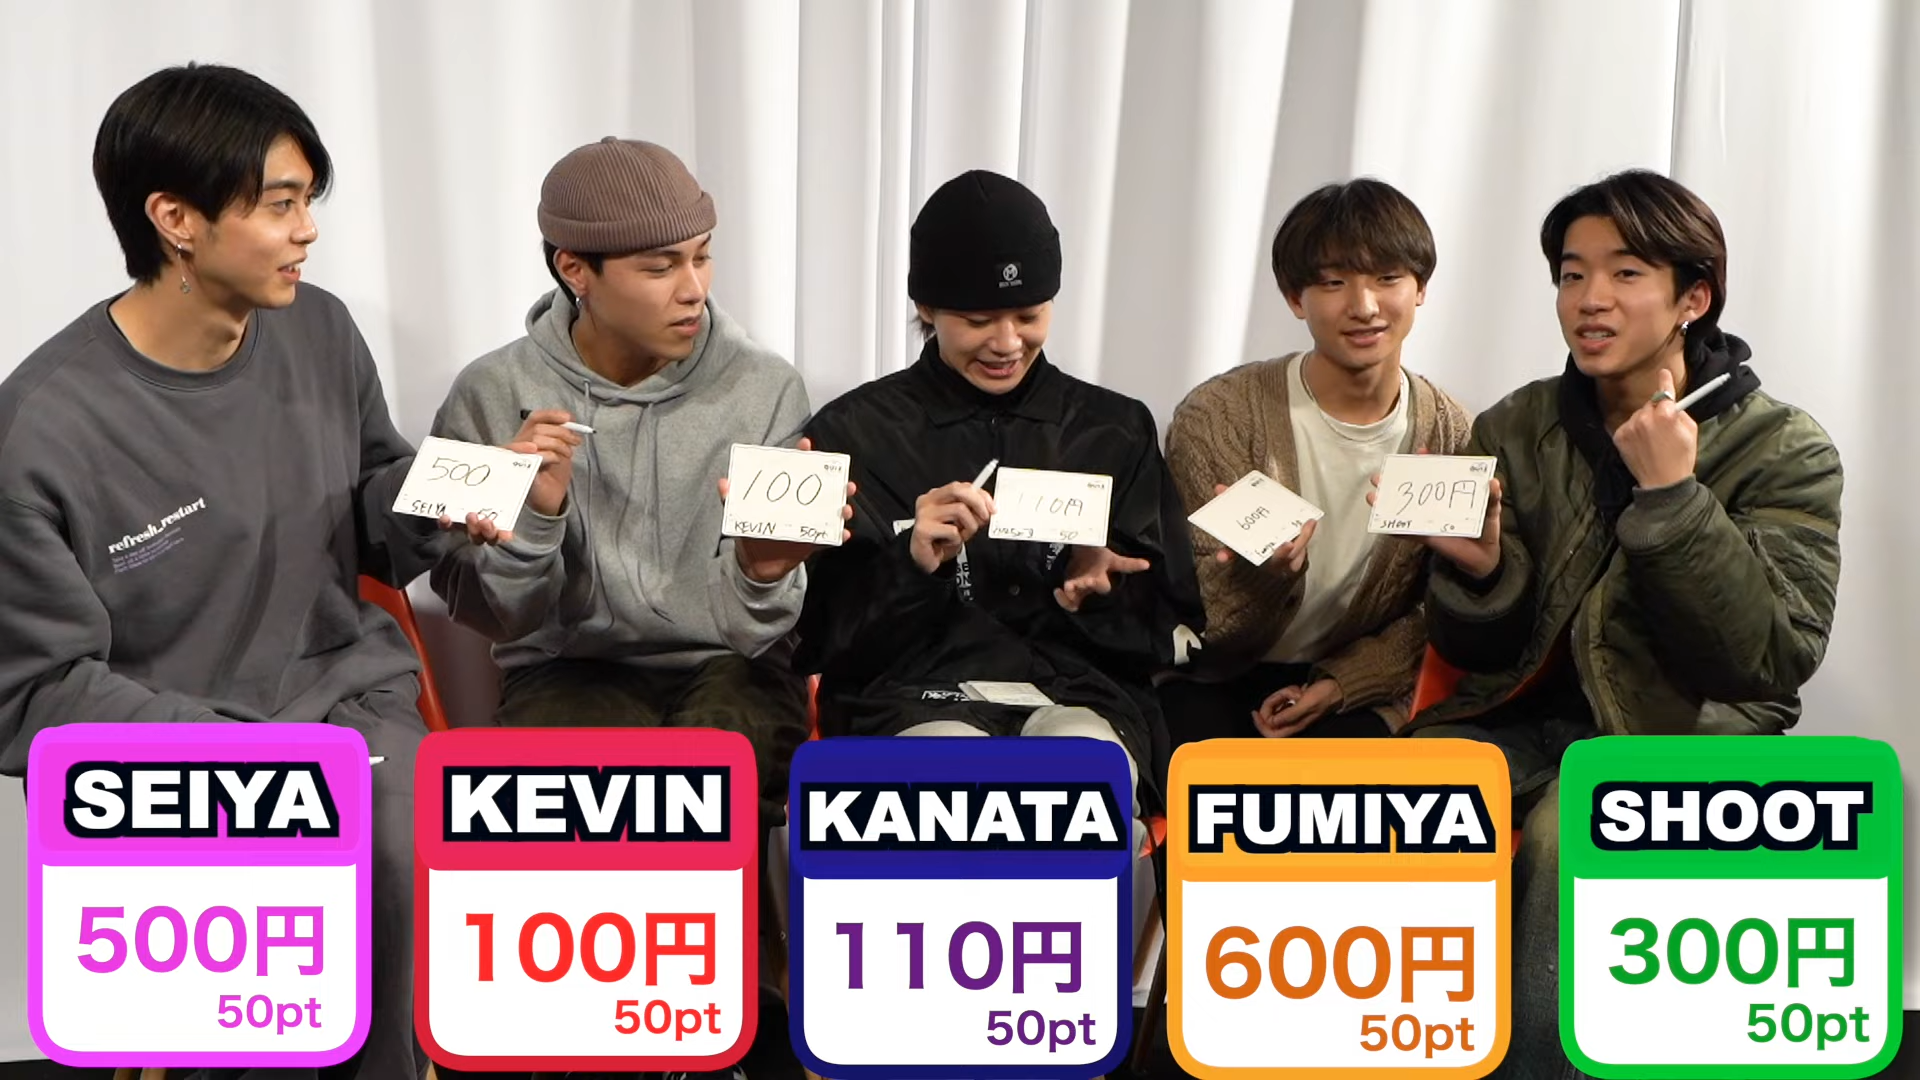 refresh_restart
500
SEIYA 50
100
KEVIN 50pt
110円
50
600円
300円
SHOOT 50
SEIYA
500円
50pt
KEVIN
100円
50pt
KANATA
110円
50pt
FUMIYA
600円
50pt
SHOOT
300円
50pt